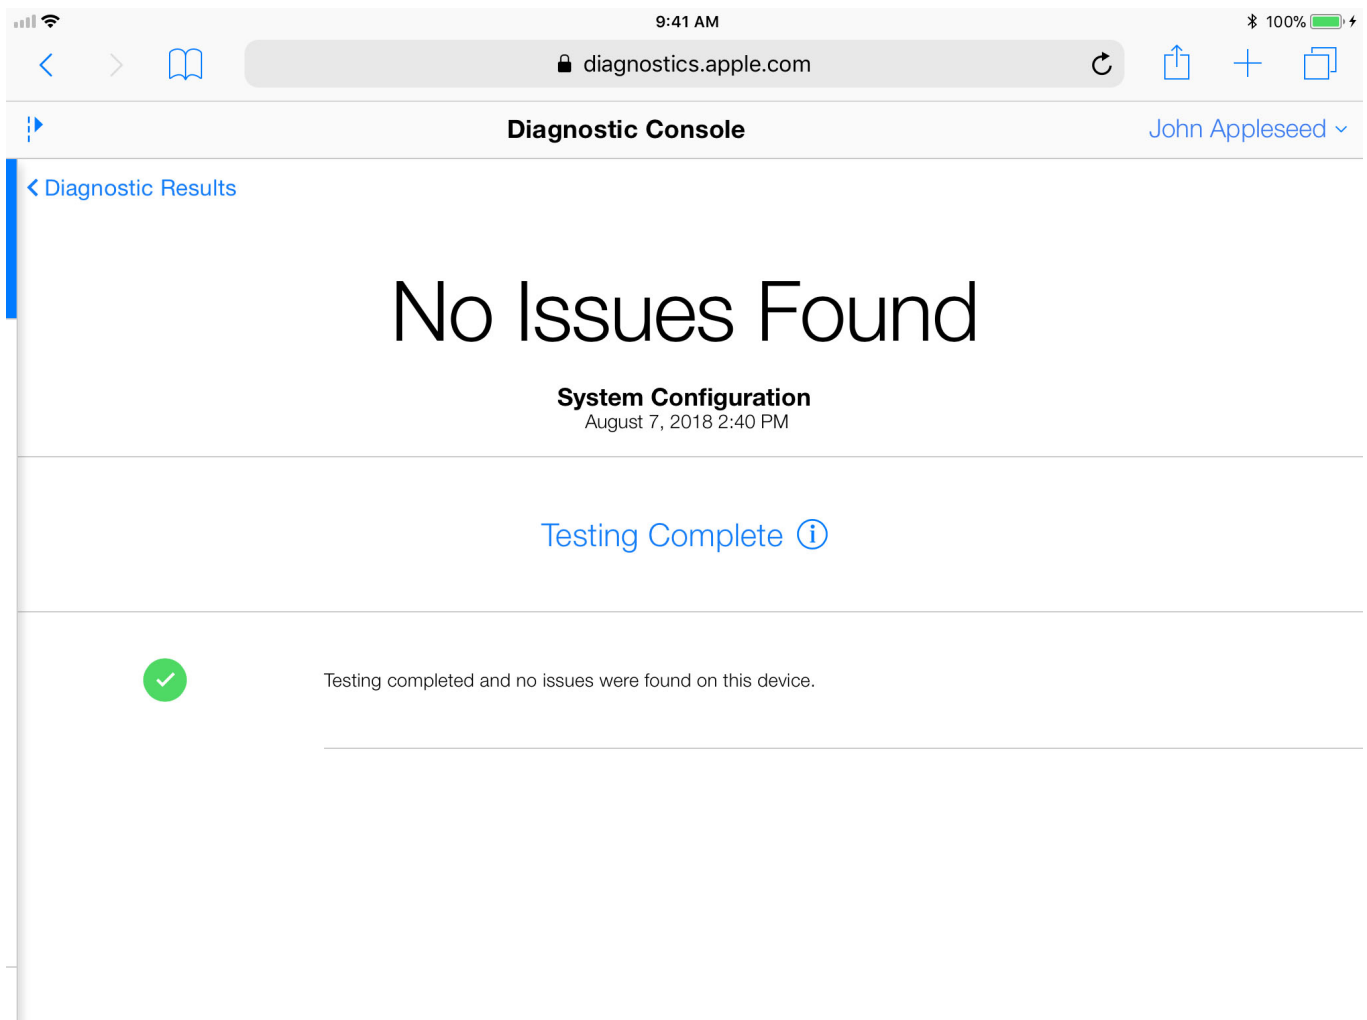 9:41 AM
100%
diagnostics.apple.com
Diagnostic Console
John Appleseed
Diagnostic Results
No Issues Found
System Configuration
August 7, 2018 2:40 PM
Testing Complete
Testing completed and no issues were found on this device.